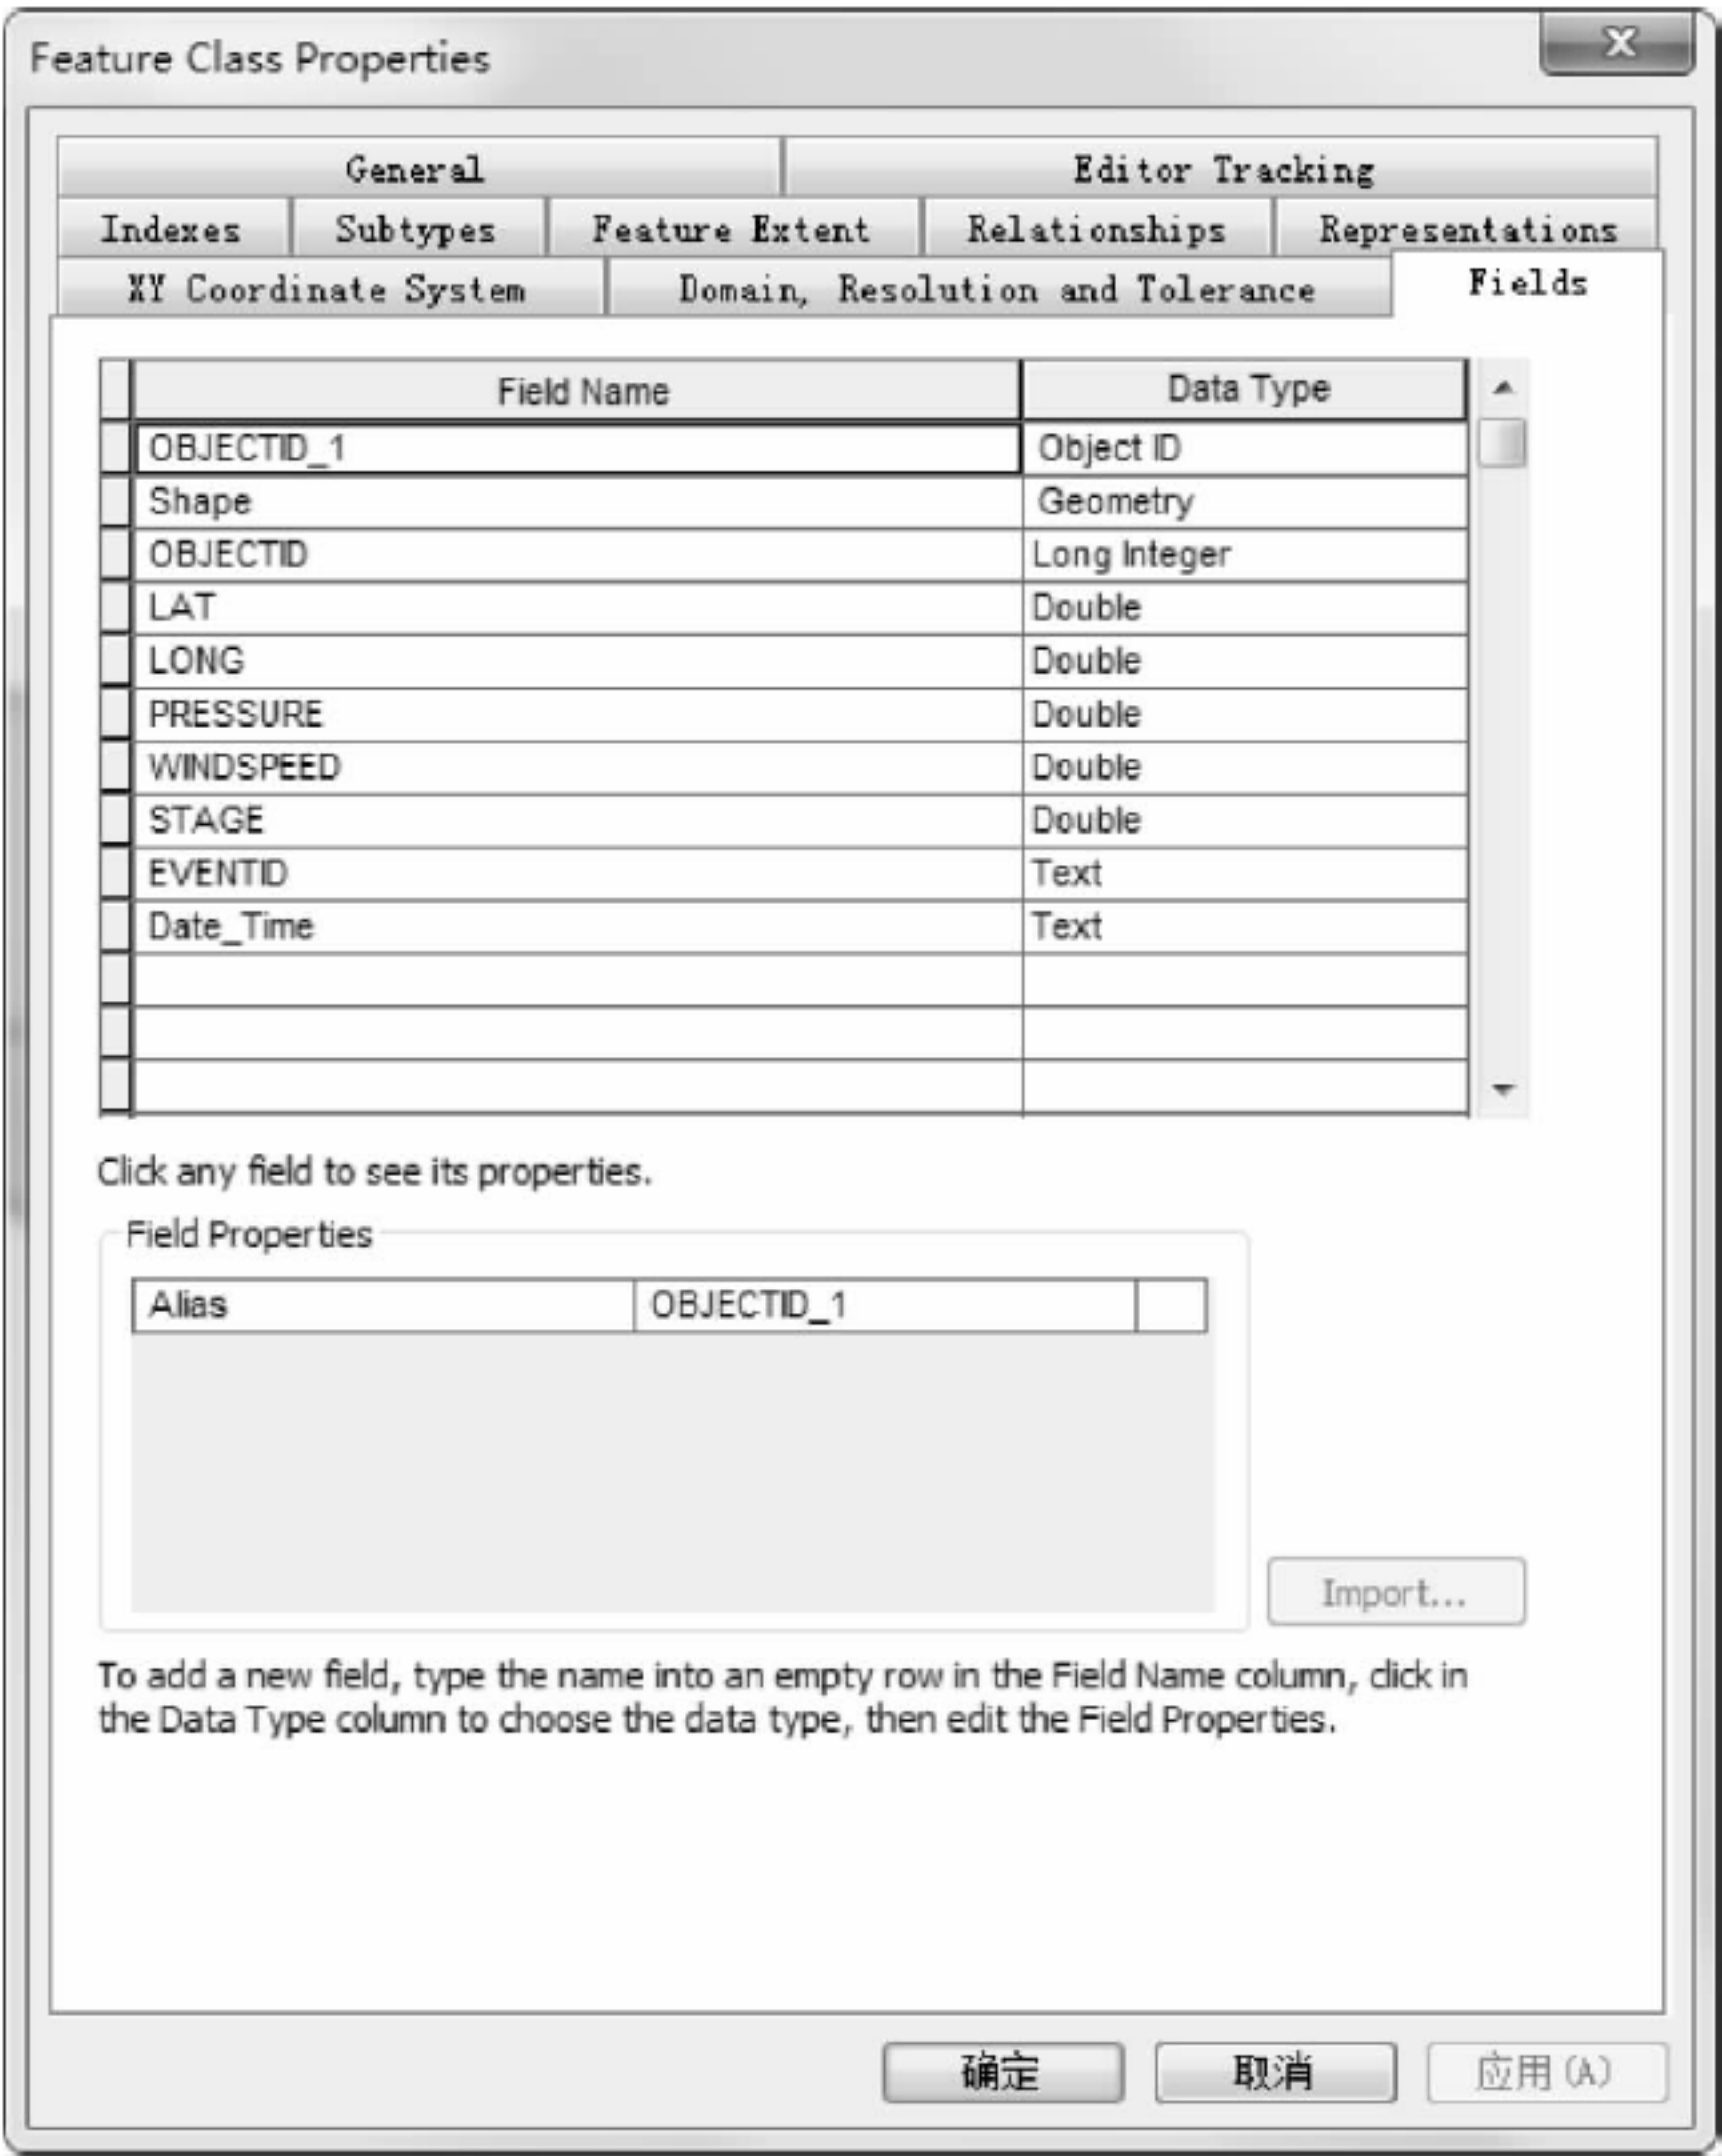 Feature Class Properties
General Editor Tracking
Indexes Subtypes Feature Extent Relationships Representations
XY Coordinate System Domain, Resolution and Tolerance Fields
Field Name Data Type
OBJECTID_1 Object ID
Shape Geometry
OBJECTID Long Integer
LAT Double
LONG Double
PRESSURE Double
WINDSPEED Double
STAGE Double
EVENTID Text
Date_Time Text
Click any field to see its properties.
Field Properties
Alias OBJECTID_1
Import...
To add a new field, type the name into an empty row in the Field Name column, click in
the Data Type column to choose the data type, then edit the Field Properties.
确定 取消 应用(A)